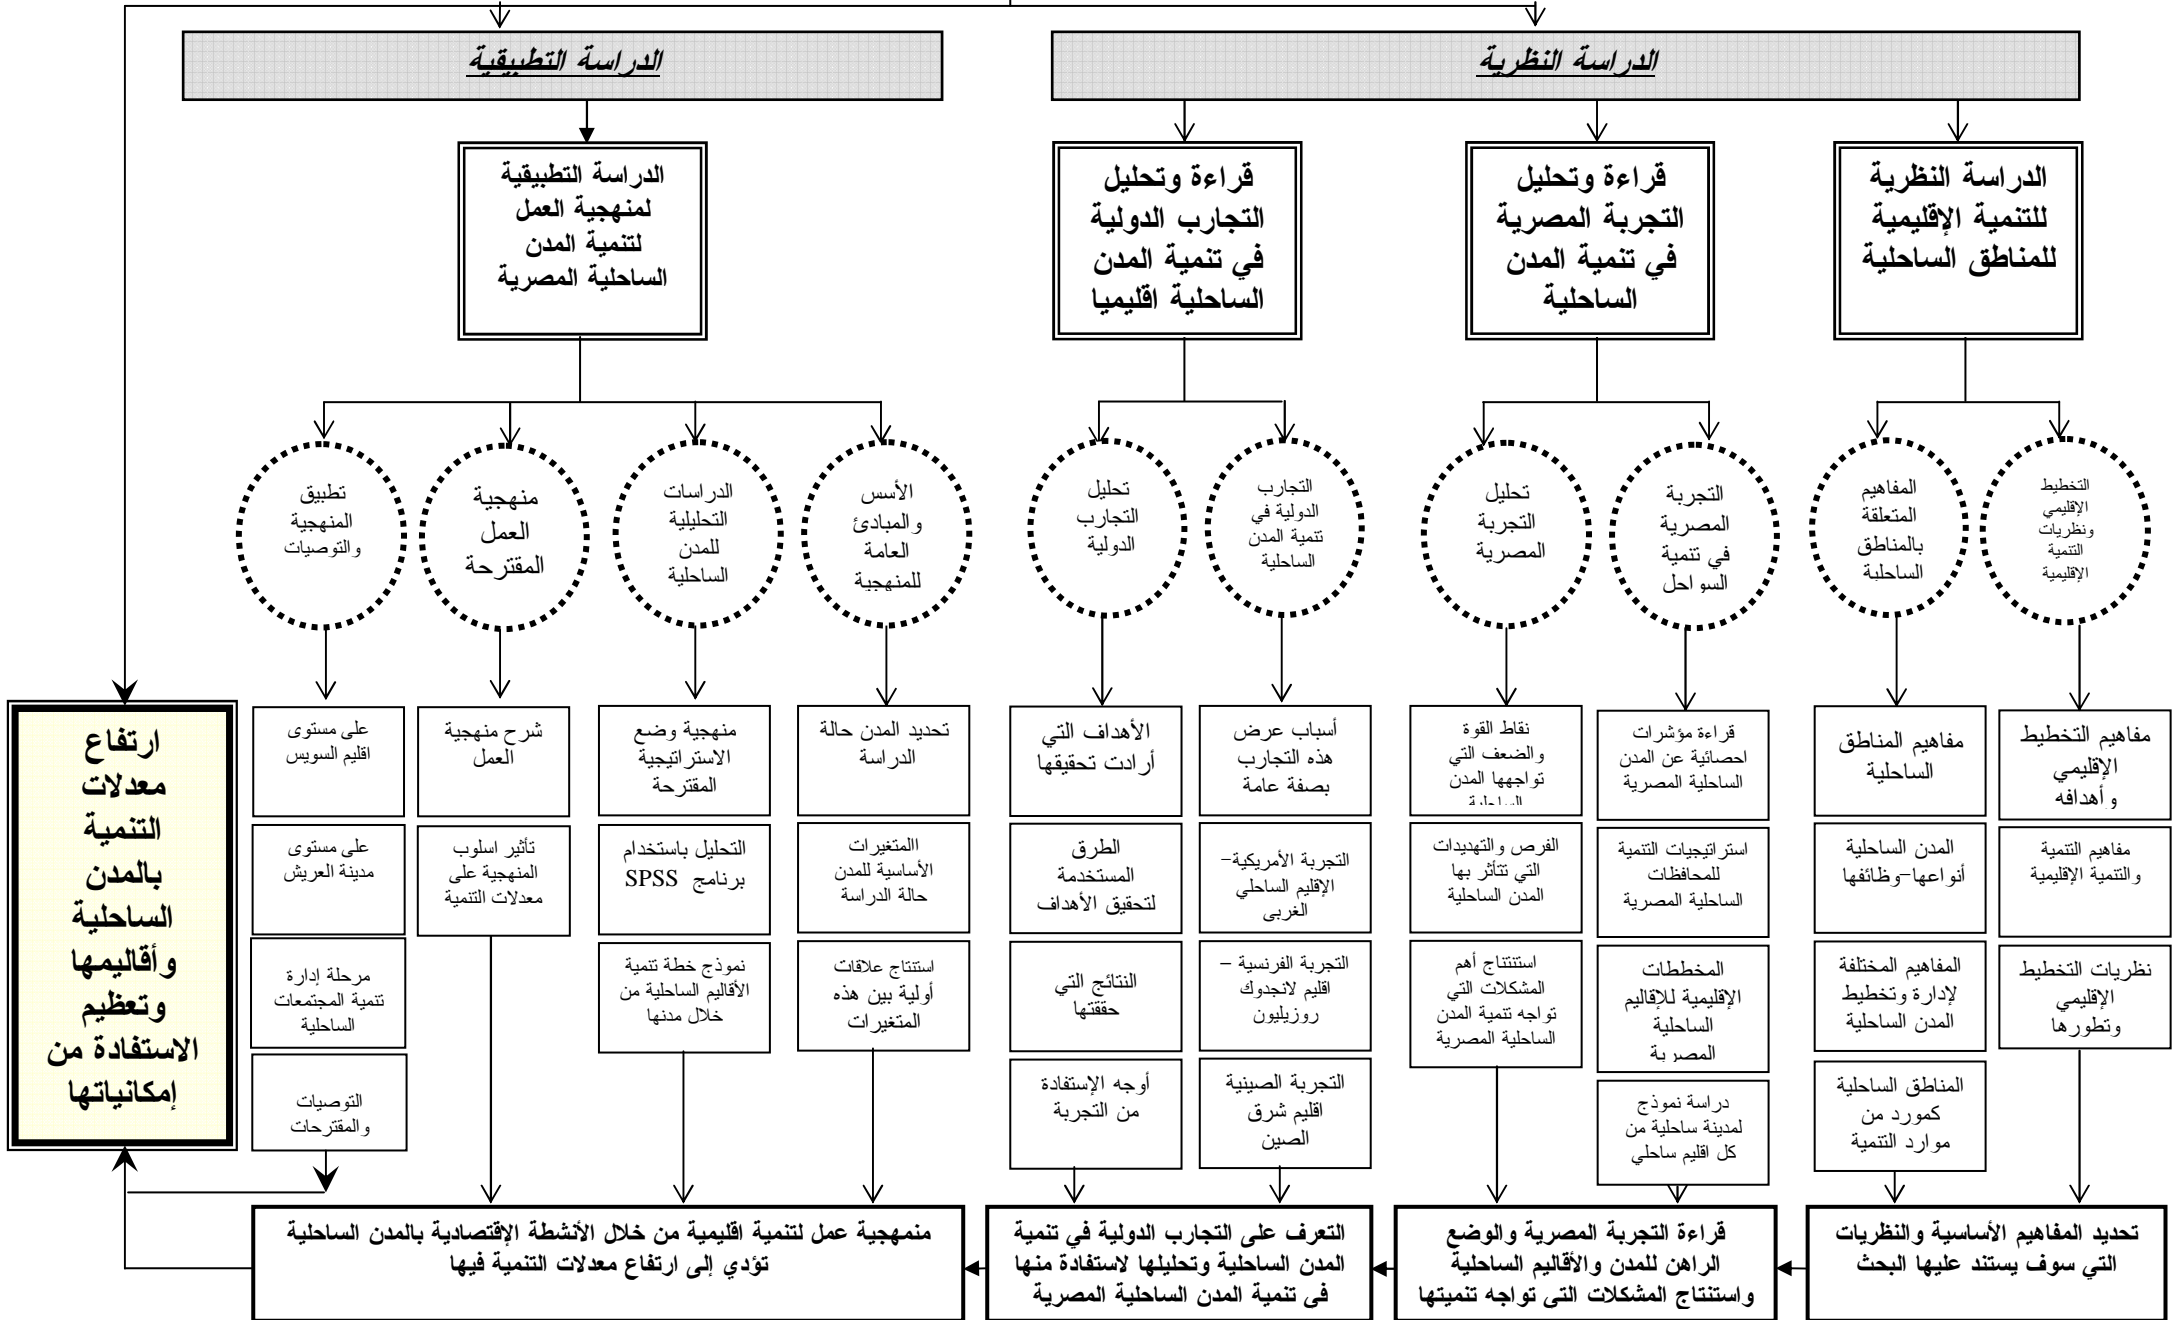 الدراسة النظرية
الدراسة التطبيقية
الدراسة النظرية
للتنمية الإقليمية
للمناطق الساحلية
قراءة وتحليل
التجربة المصرية
في تنمية المدن
الساحلية
قراءة وتحليل
التجارب الدولية
في تنمية المدن
الساحلية اقليميا
الدراسة التطبيقية
لمنهجية العمل
لتنمية المدن
الساحلية المصرية
التخطيط
الإقليمي
ونظريات
التنمية
الإقليمية
المفاهيم
المتعلقة
بالمناطق
الساحلية
التجربة
المصرية
في تنمية
السواحل
تحليل
التجربة
المصرية
التجارب
الدولية في
تنمية المدن
الساحلية
تحليل
التجارب
الدولية
الأسس
والمبادئ
العامة
للمنهجية
الدراسات
التحليلية
للمدن
الساحلية
منهجية
العمل
المقترحة
تطبيق
المنهجية
والتوصيات
مفاهيم التخطيط
الإقليمي
وأهدافه
مفاهيم التنمية
والتنمية الإقليمية
نظريات التخطيط
الإقليمي
وتطورها
مفاهيم المناطق
الساحلية
المدن الساحلية
أنواعها-وظائفها
المفاهيم المختلفة
لإدارة وتخطيط
المدن الساحلية
المناطق الساحلية
كمورد من
موارد التنمية
قراءة مؤشرات
احصائية عن المدن
الساحلية المصرية
استراتيجيات التنمية
للمحافظات
الساحلية المصرية
المخططات
الإقليمية للاقاليم
الساحلية
المصرية
دراسة نموذج
لمدينة ساحلية من
كل اقليم ساحلي
نقاط القوة
والضعف التي
تواجهها المدن
الساحلية
الفرص والتهديدات
التي تتأثر بها
المدن الساحلية
استنتاج أهم
المشكلات التي
تواجه تنمية المدن
الساحلية المصرية
أسباب عرض
هذه التجارب
بصفة عامة
التجربة الأمريكية-
الإقليم الساحلي
الغربى
التجربة الفرنسية –
اقليم لانجدوك
روزيليون
التجربة الصينية
اقليم شرق
الصين
الأهداف التي
أرادت تحقيقها
الطرق
المستخدمة
لتحقيق الأهداف
النتائج التي
حققتها
أوجه الإستفادة
من التجربة
تحديد المدن حالة
الدراسة
االمتغيرات
الأساسية للمدن
حالة الدراسة
استنتاج علاقات
أولية بين هذه
المتغيرات
منهجية وضع
الاستراتيجية
المقترحة
التحليل باستخدام
برنامج SPSS
نموذج خطة تنمية
الأقاليم الساحلية من
خلال مدنها
شرح منهجية
العمل
تأثير اسلوب
المنهجية على
معدلات التنمية
على مستوى
اقليم السويس
على مستوى
مدينة العريش
مرحلة إدارة
تنمية المجتمعات
الساحلية
التوصيات
والمقترحات
ارتفاع
معدلات
التنمية
بالمدن
الساحلية
وأقاليمها
وتعظيم
الاستفادة من
إمكانياتها
تحديد المفاهيم الأساسية والنظريات
التي سوف يستند عليها البحث
قراءة التجربة المصرية والوضع
الراهن للمدن والأقاليم الساحلية
واستنتاج المشكلات التى تواجه تنميتها
التعرف على التجارب الدولية في تنمية
المدن الساحلية وتحليلها لاستفادة منها
فى تنمية المدن الساحلية المصرية
منمهجية عمل لتنمية اقليمية من خلال الأنشطة الإقتصادية بالمدن الساحلية
تؤدي إلى ارتفاع معدلات التنمية فيها